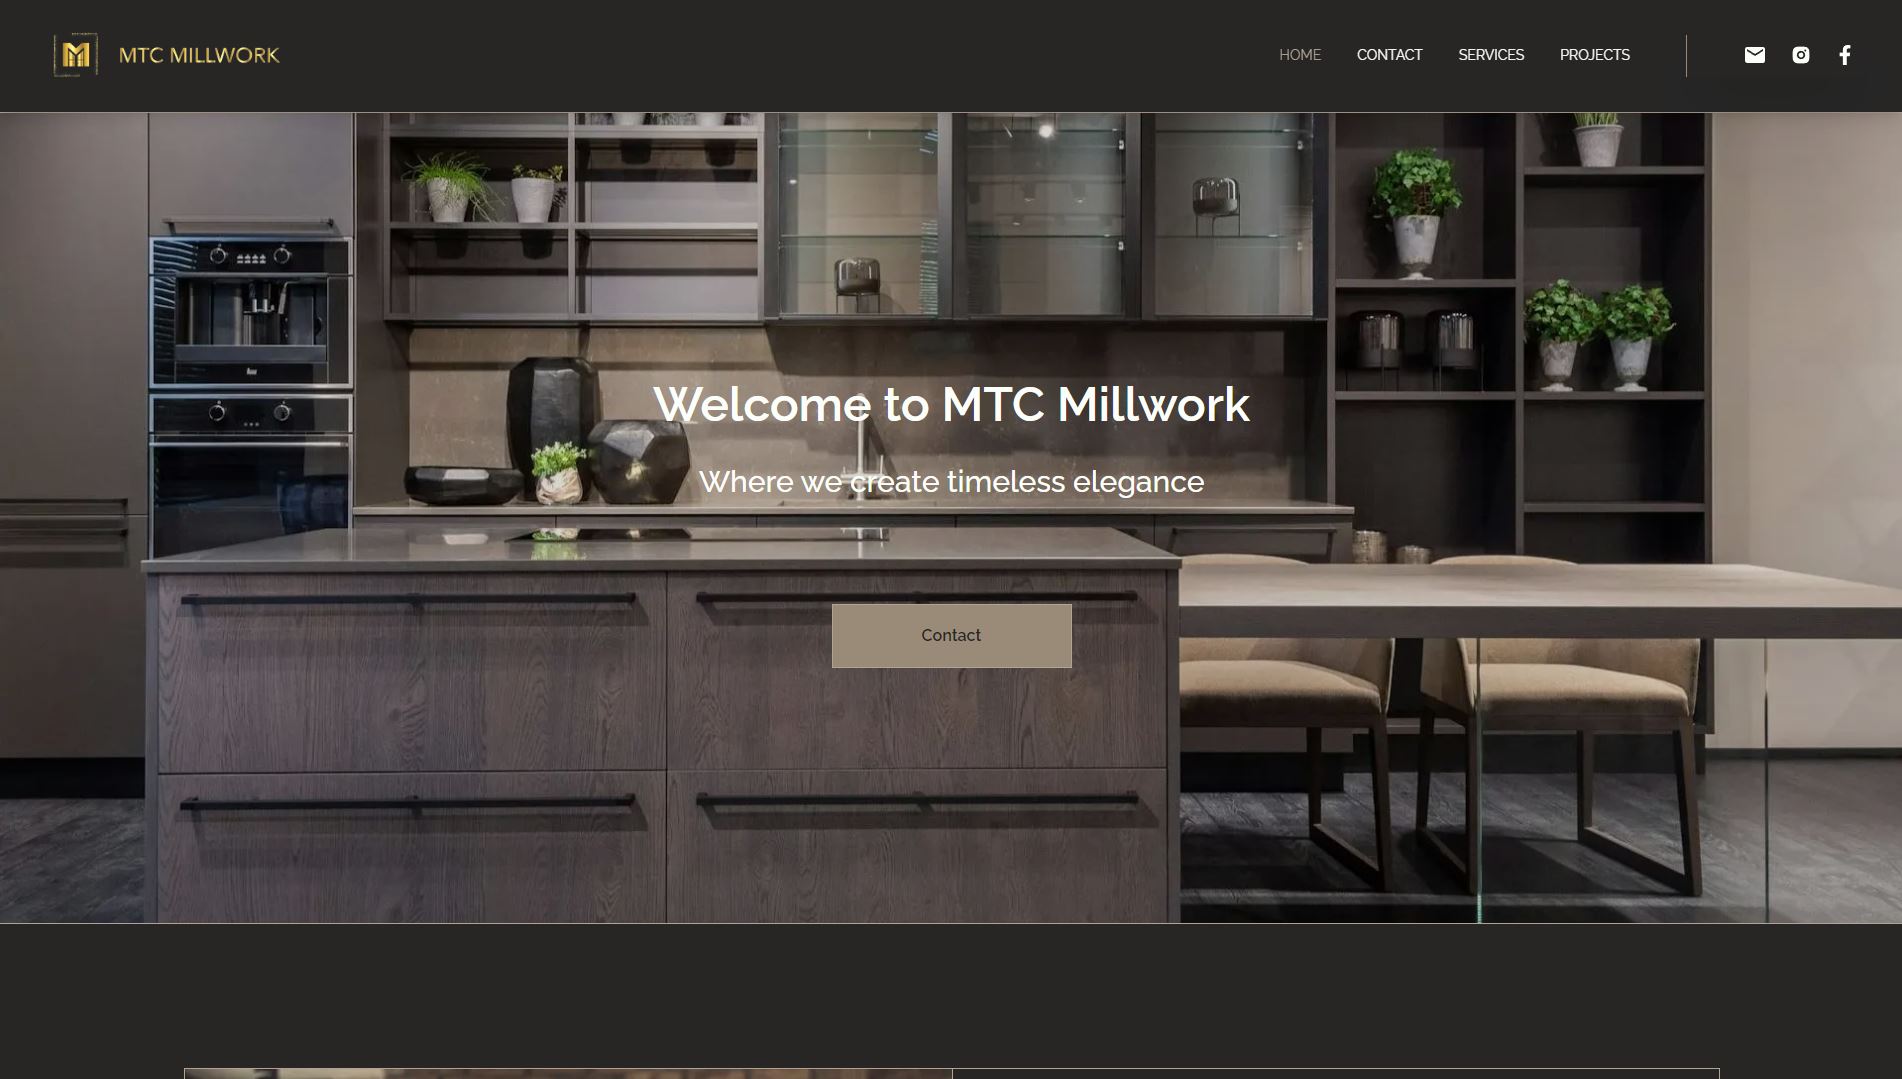 MTC MILLWORK
HOME CONTACT SERVICES PROJECTS
Welcome to MTC Millwork
Where we create timeless elegance
Contact